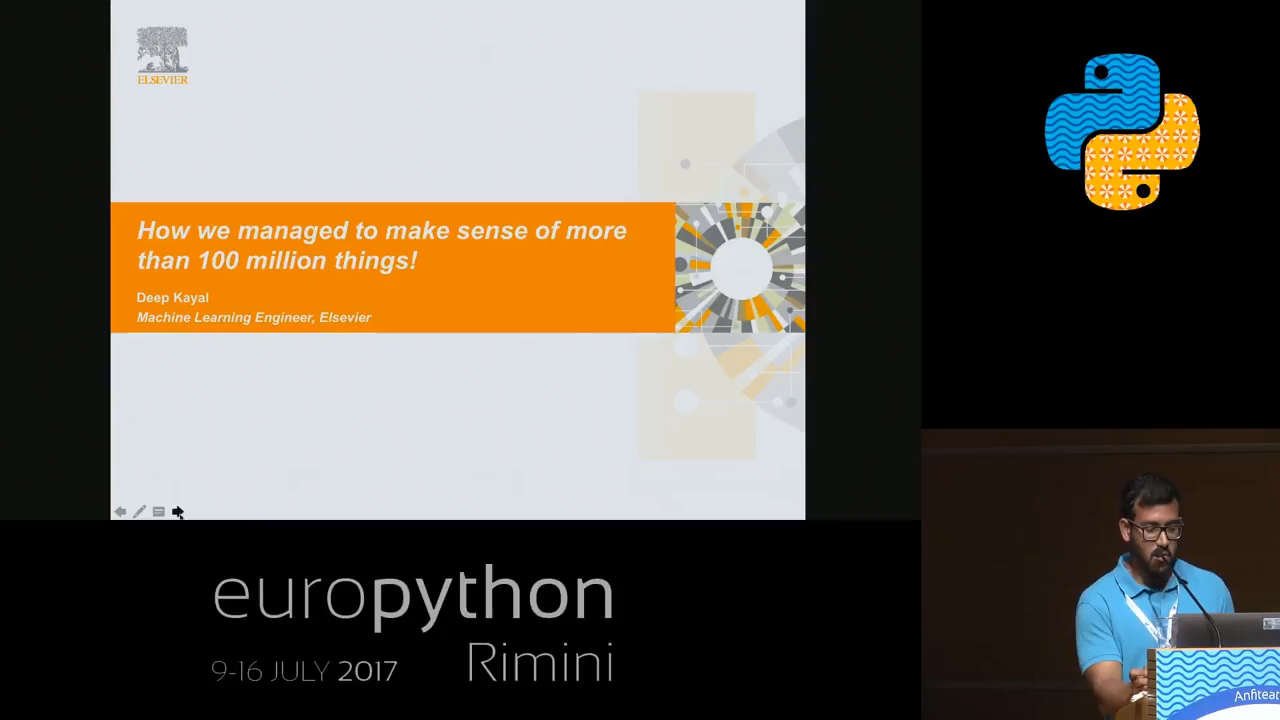 ELSEVIER
How we managed to make sense of more
than 100 million things!
Deep Kayal
Machine Learning Engineer, Elsevier
europython
9-16 JULY 2017
Rimini